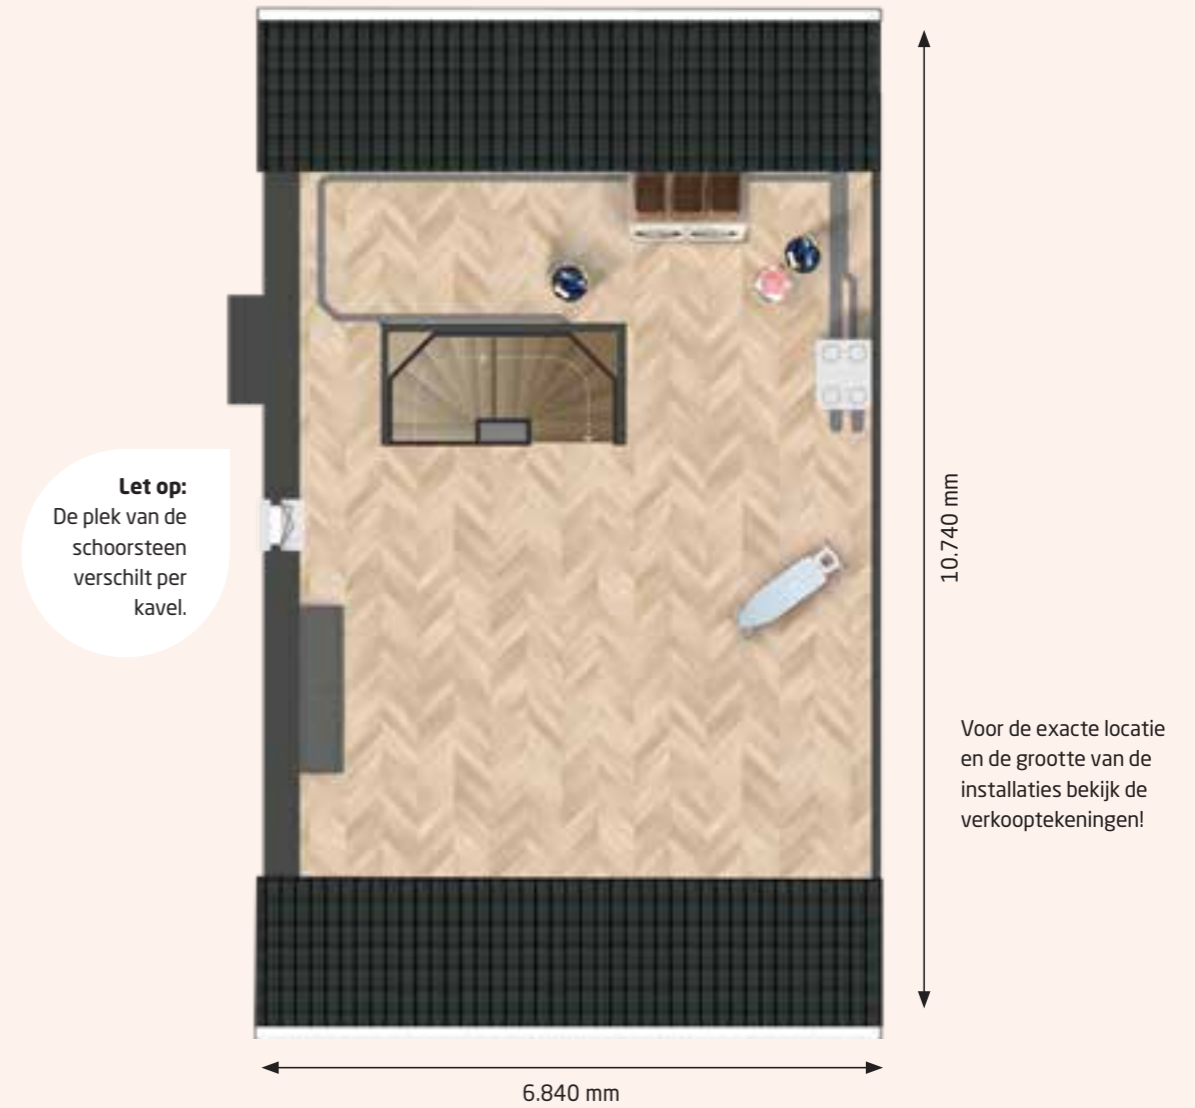 Let op:
De plek van de
schoorsteen
verschilt per
kavel.
10.740 mm
Voor de exacte locatie
en de grootte van de
installaties bekijk de
verkooptekeningen!
6.840 mm